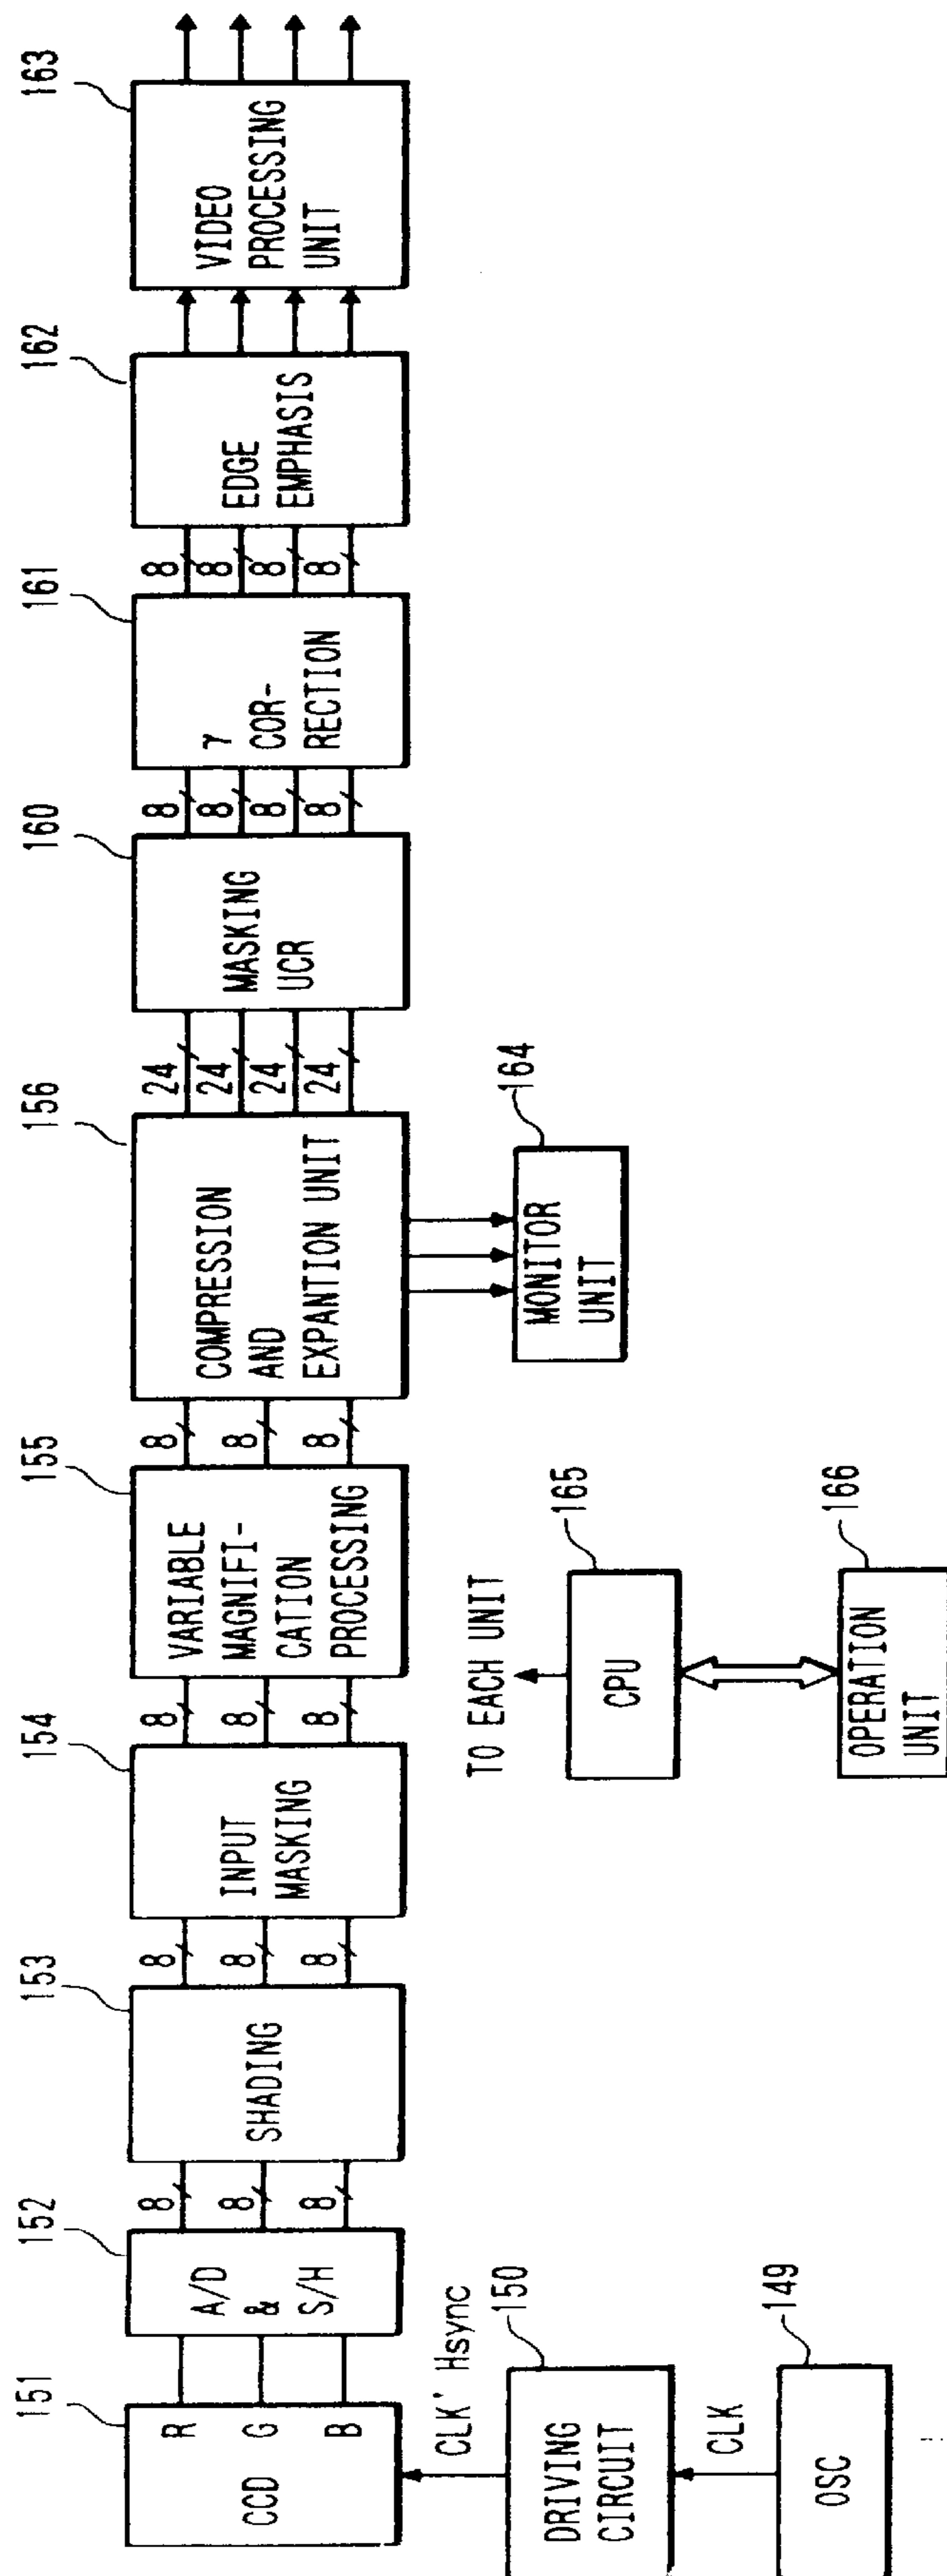 151
152
153
154
155
156
160
161
162
163
CCD
R
G
B
A/D
&
S/H
8
8
8
SHADING
8
8
8
INPUT
MASKING
8
8
8
VARIABLE
MAGNIFI-
CATION
PROCESSING
8
8
8
COMPRESSION
AND
EXPANTION UNIT
24
24
24
24
MASKING
UCR
8
8
8
8
γ
COR-
RECTION
8
8
8
8
EDGE
EMPHASIS
VIDEO
PROCESSING
UNIT
CLK' Hsync
150
DRIVING
CIRCUIT
CLK
149
OSC
TO EACH UNIT
165
CPU
166
OPERATION
UNIT
164
MONITOR
UNIT